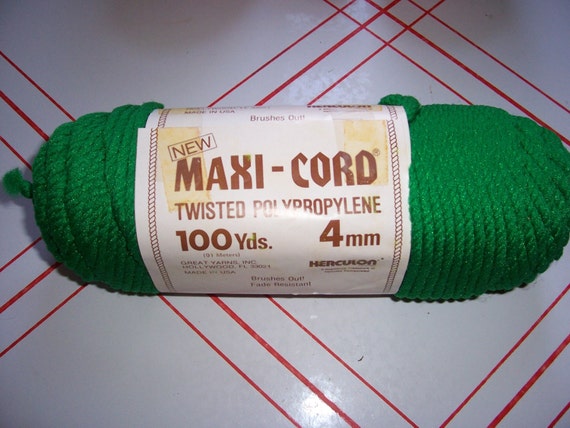 MADE IN USA
HERCULON
Brushes Out!
NEW
MAXI-CORD®
TWISTED POLYPROPYLENE
100 Yds. 4mm
(91 Meters)
GREAT YARNS, INC.
HOLLYWOOD, FL 33021
MADE IN USA
HERCULON
Brushes Out!
Fade Resistant